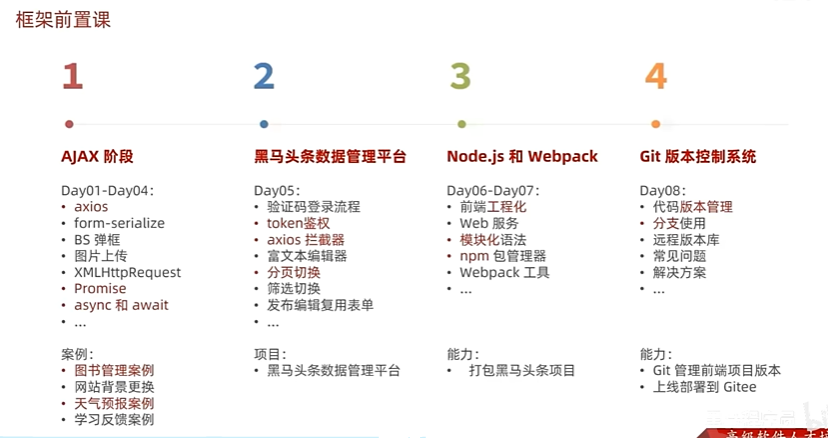 框架前置课
1
2
3
4
AJAX 阶段
Day01-Day04：
• axios
• form-serialize
• BS 弹框
• 图片上传
• XMLHttpRequest
• Promise
• async 和 await
• ...
案例：
• 图书管理案例
• 网站背景更换
• 天气预报案例
• 学习反馈案例
黑马头条数据管理平台
Day05：
• 验证码登录流程
• token鉴权
• axios 拦截器
• 富文本编辑器
• 分页切换
• 筛选切换
• 发布编辑复用表单
• ...
项目：
• 黑马头条数据管理平台
Node.js 和 Webpack
Day06-Day07：
• 前端工程化
• Web 服务
• 模块化语法
• npm 包管理器
• Webpack 工具
• ...
能力：
• 打包黑马头条项目
Git 版本控制系统
Day08：
• 代码版本管理
• 分支使用
• 远程版本库
• 常见问题
• 解决方案
• ...
能力：
• Git 管理前端项目版本
• 上线部署到 Gitee
高级软件人才培